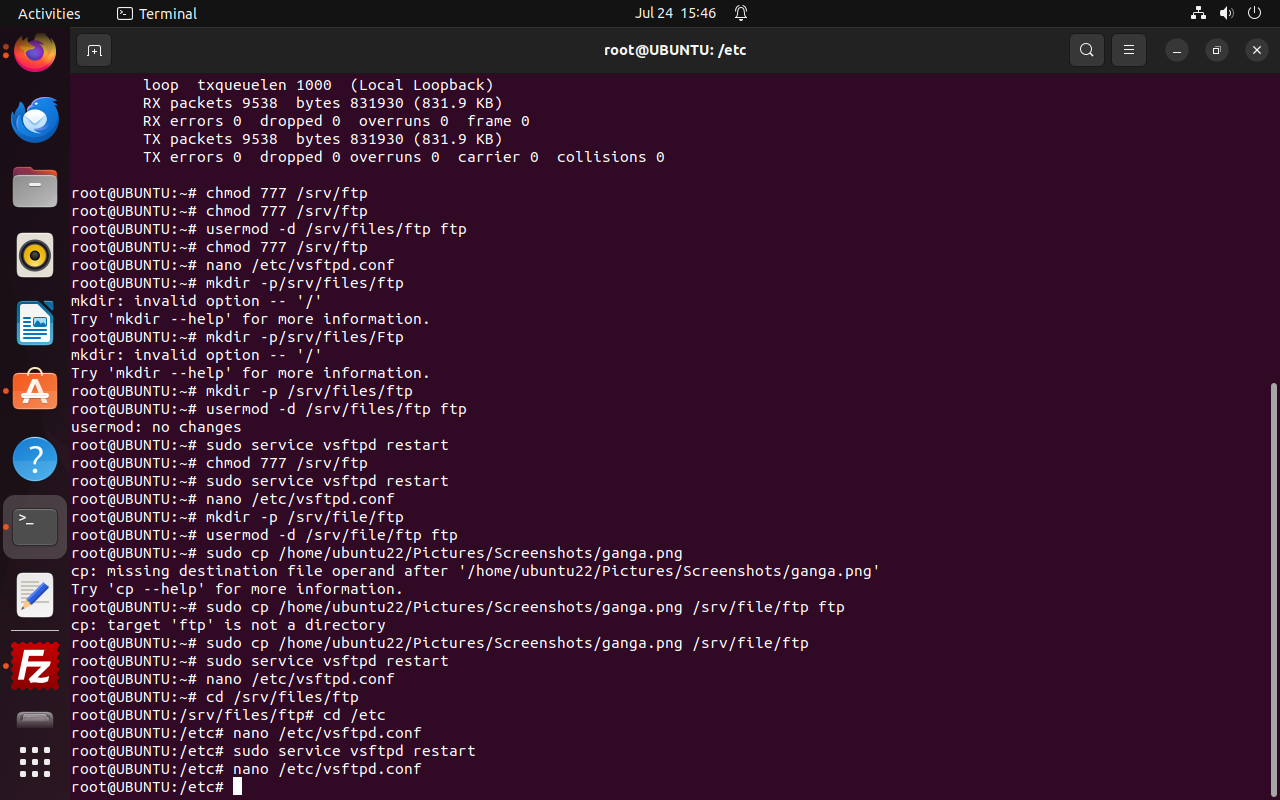 Activities Terminal Jul 24 15:46
root@UBUNTU: /etc
loop txqueuelen 1000 (Local Loopback)
RX packets 9538 bytes 831930 (831.9 KB)
RX errors 0 dropped 0 overruns 0 frame 0
TX packets 9538 bytes 831930 (831.9 KB)
TX errors 0 dropped 0 overruns 0 carrier 0 collisions 0
root@UBUNTU:~# chmod 777 /srv/ftp
root@UBUNTU:~# chmod 777 /srv/ftp
root@UBUNTU:~# usermod -d /srv/files/ftp ftp
root@UBUNTU:~# chmod 777 /srv/ftp
root@UBUNTU:~# nano /etc/vsftpd.conf
root@UBUNTU:~# mkdir -p/srv/files/ftp
mkdir: invalid option -- '/'
Try 'mkdir --help' for more information.
root@UBUNTU:~# mkdir -p/srv/files/Ftp
mkdir: invalid option -- '/'
Try 'mkdir --help' for more information.
root@UBUNTU:~# mkdir -p /srv/files/ftp
root@UBUNTU:~# usermod -d /srv/files/ftp ftp
usermod: no changes
root@UBUNTU:~# sudo service vsftpd restart
root@UBUNTU:~# chmod 777 /srv/ftp
root@UBUNTU:~# sudo service vsftpd restart
root@UBUNTU:~# nano /etc/vsftpd.conf
root@UBUNTU:~# mkdir -p /srv/file/ftp
root@UBUNTU:~# usermod -d /srv/file/ftp ftp
root@UBUNTU:~# sudo cp /home/ubuntu22/Pictures/Screenshots/ganga.png
cp: missing destination file operand after '/home/ubuntu22/Pictures/Screenshots/ganga.png'
Try 'cp --help' for more information.
root@UBUNTU:~# sudo cp /home/ubuntu22/Pictures/Screenshots/ganga.png /srv/file/ftp ftp
cp: target 'ftp' is not a directory
root@UBUNTU:~# sudo cp /home/ubuntu22/Pictures/Screenshots/ganga.png /srv/file/ftp
root@UBUNTU:~# sudo service vsftpd restart
root@UBUNTU:~# nano /etc/vsftpd.conf
root@UBUNTU:~# cd /srv/files/ftp
root@UBUNTU:/srv/files/ftp# cd /etc
root@UBUNTU:/etc# nano /etc/vsftpd.conf
root@UBUNTU:/etc# sudo service vsftpd restart
root@UBUNTU:/etc# nano /etc/vsftpd.conf
root@UBUNTU:/etc#